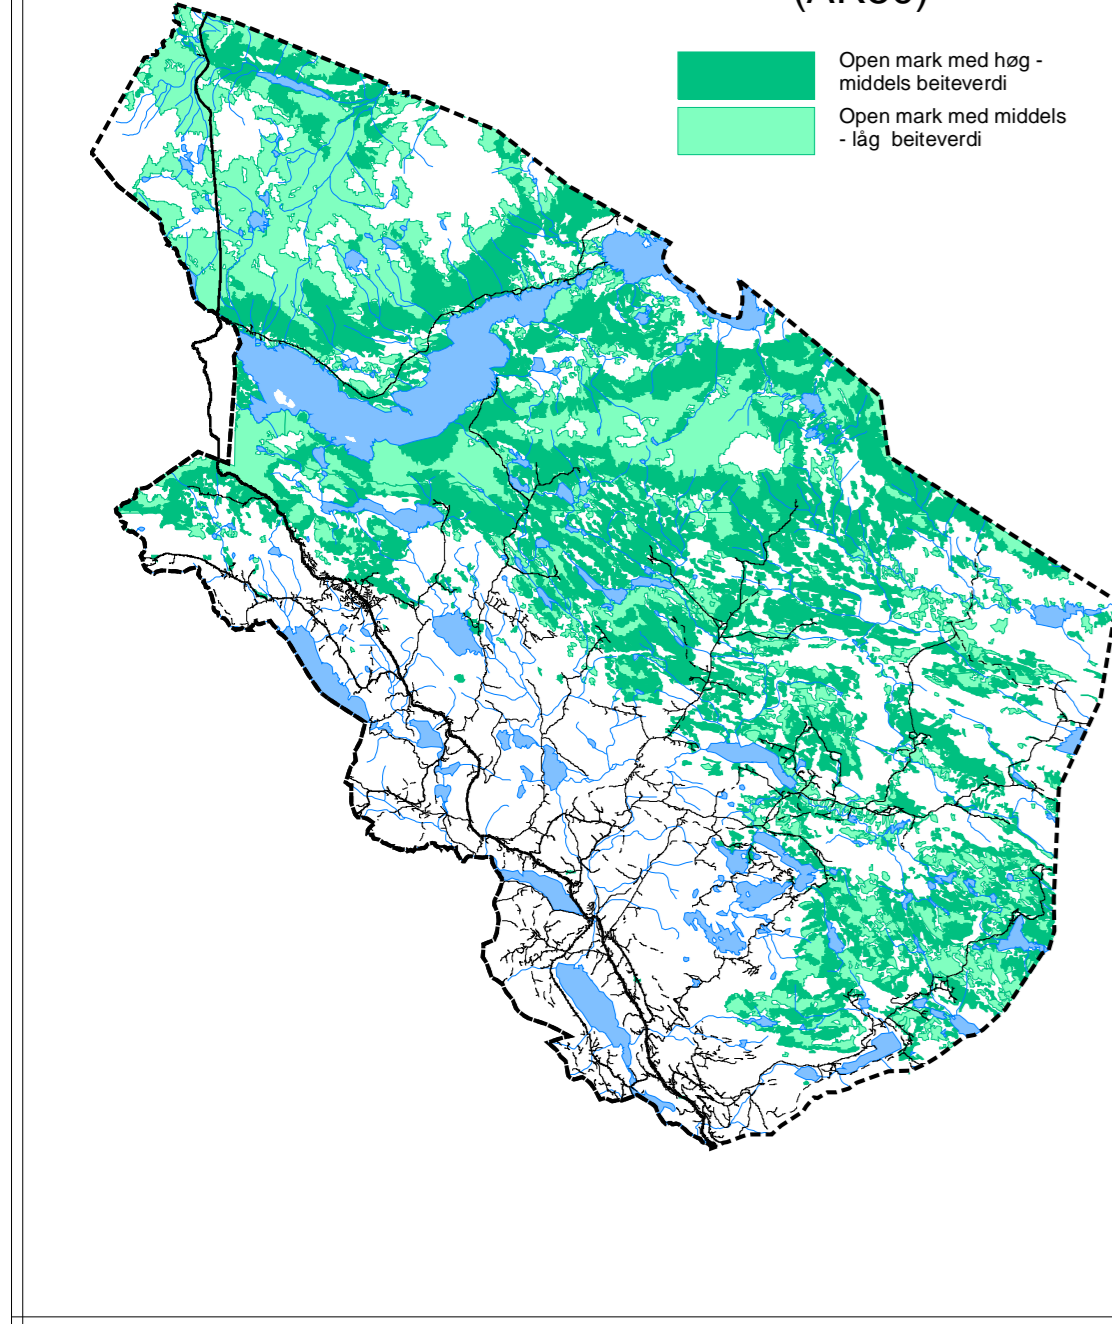 Open mark med høg -
middels beiteverdi
Open mark med middels
- låg beiteverdi